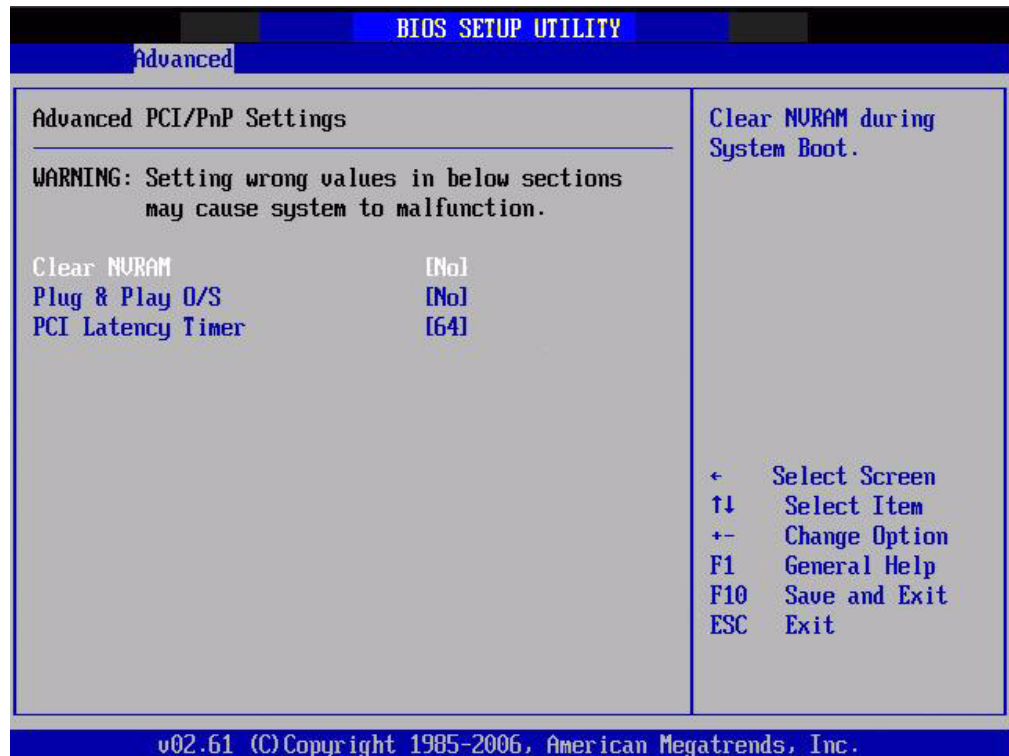 BIOS SETUP UTILITY
Advanced
Advanced PCI/PnP Settings
WARNING: Setting wrong values in below sections
may cause system to malfunction.
Clear NVRAM [No]
Plug & Play O/S [No]
PCI Latency Timer [64]
Clear NVRAM during
System Boot.
← Select Screen
↑↓ Select Item
+- Change Option
F1 General Help
F10 Save and Exit
ESC Exit
v02.61 (C)Copyright 1985-2006, American Megatrends, Inc.